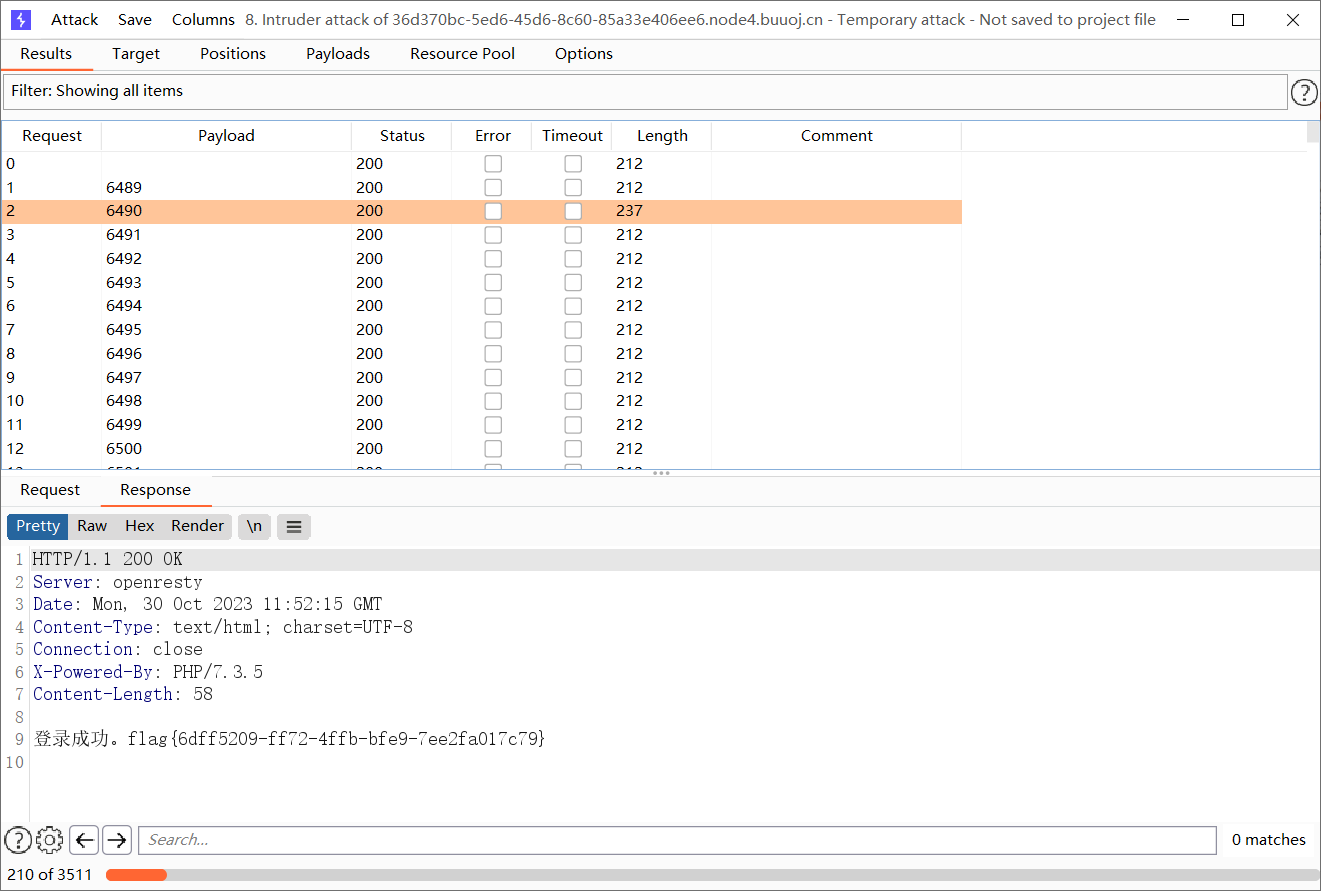 Attack Save Columns 8. Intruder attack of 36d370bc-5ed6-45d6-8c60-85a33e406ee6.node4.buuoj.cn - Temporary attack - Not saved to project file
Results Target Positions Payloads Resource Pool Options
Filter: Showing all items
?
Request Payload Status Error Timeout Length Comment
0 200 212
1 6489 200 212
2 6490 200 237
3 6491 200 212
4 6492 200 212
5 6493 200 212
6 6494 200 212
7 6495 200 212
8 6496 200 212
9 6497 200 212
10 6498 200 212
11 6499 200 212
12 6500 200 212
Request Response
Pretty Raw Hex Render \n
1 HTTP/1.1 200 OK
2 Server: openresty
3 Date: Mon, 30 Oct 2023 11:52:15 GMT
4 Content-Type: text/html; charset=UTF-8
5 Connection: close
6 X-Powered-By: PHP/7.3.5
7 Content-Length: 58
8
9 登录成功。flag{6dff5209-ff72-4ffb-bfe9-7ee2fa017c79}
10
? Search... 0 matches
210 of 3511